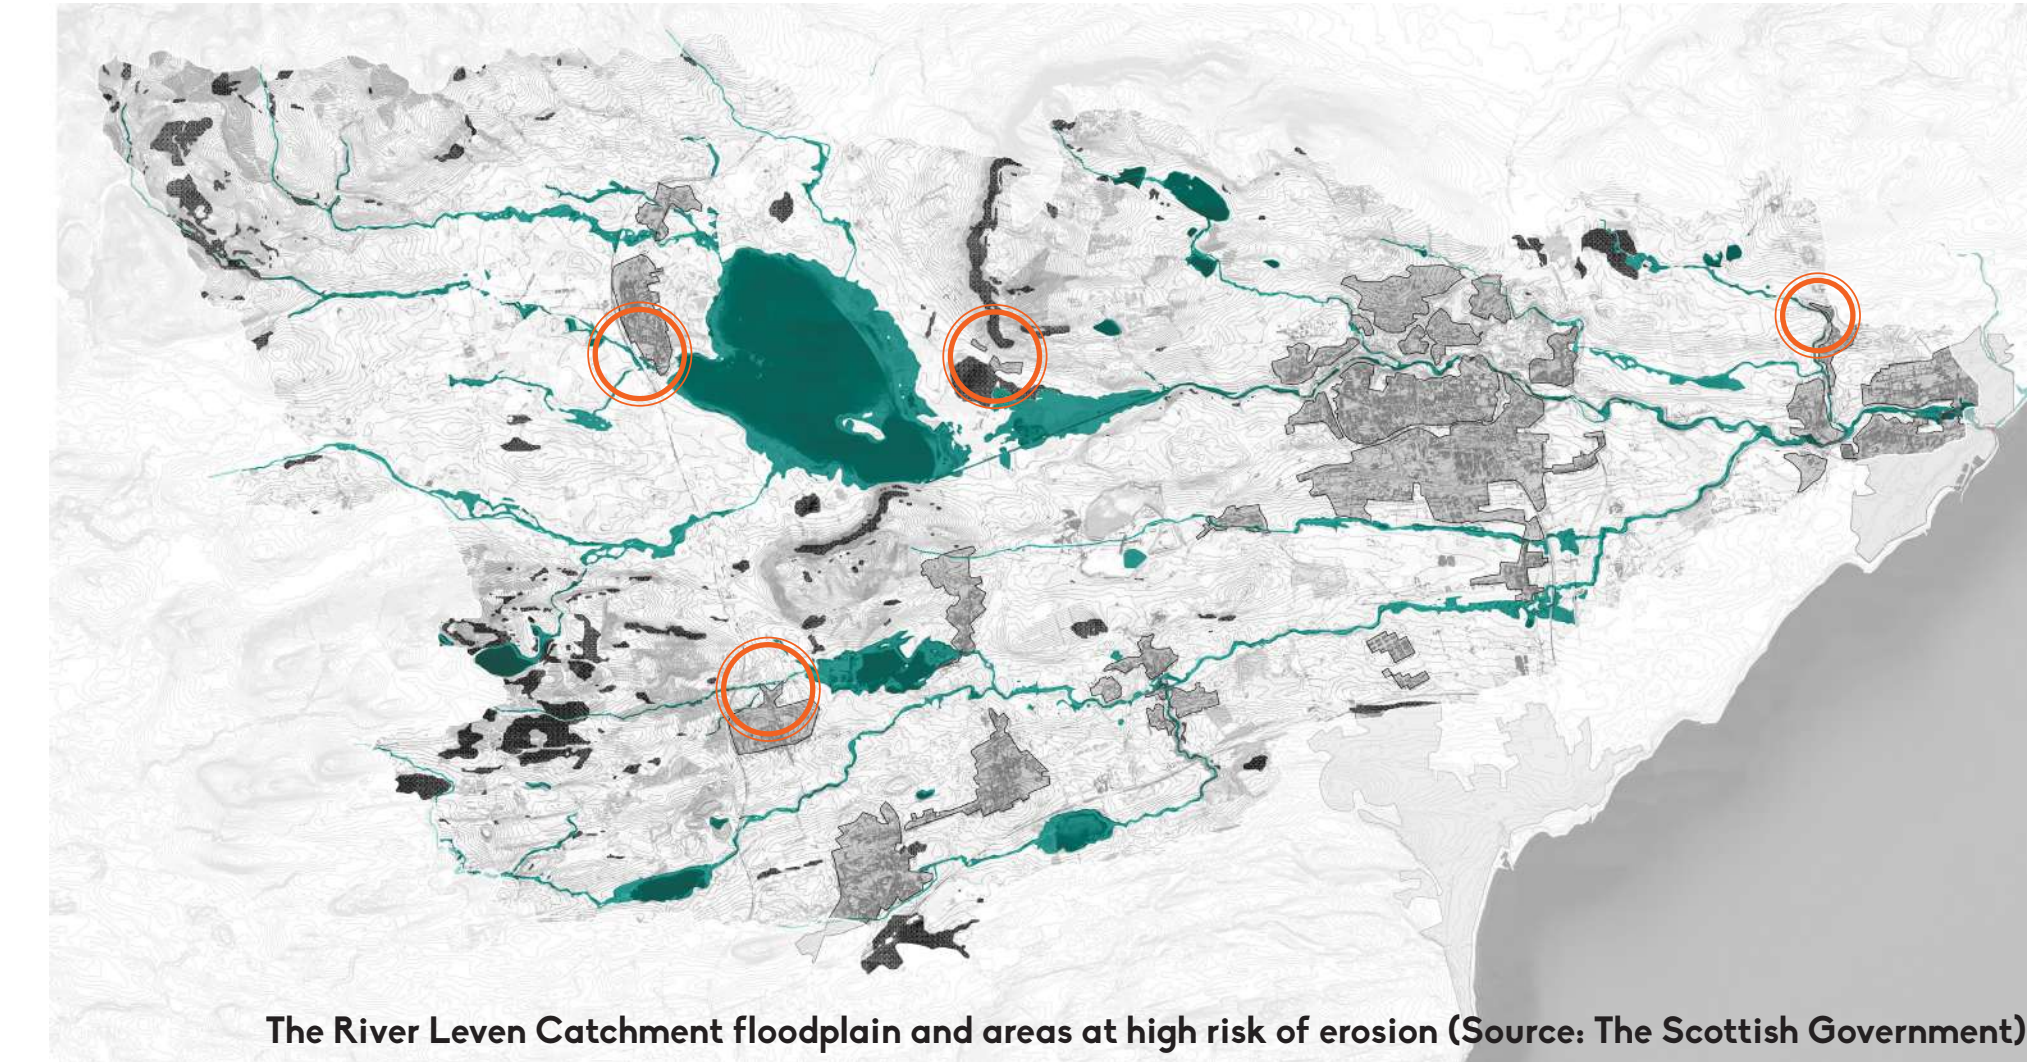 The River Leven Catchment floodplain and areas at high risk of erosion (Source: The Scottish Government)